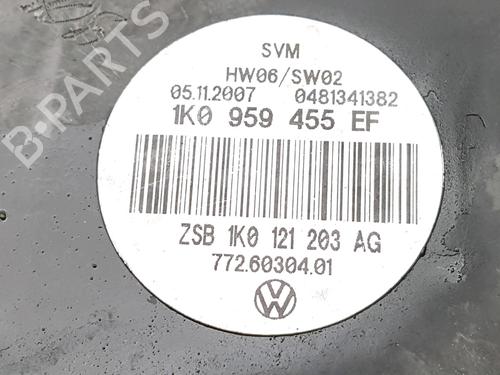 B-PARTS
SVM
HW06/SW02
05.11.2007 0481341382
1K0 959 455 EF
ZSB 1K0 121 203 AG
772.60304.01